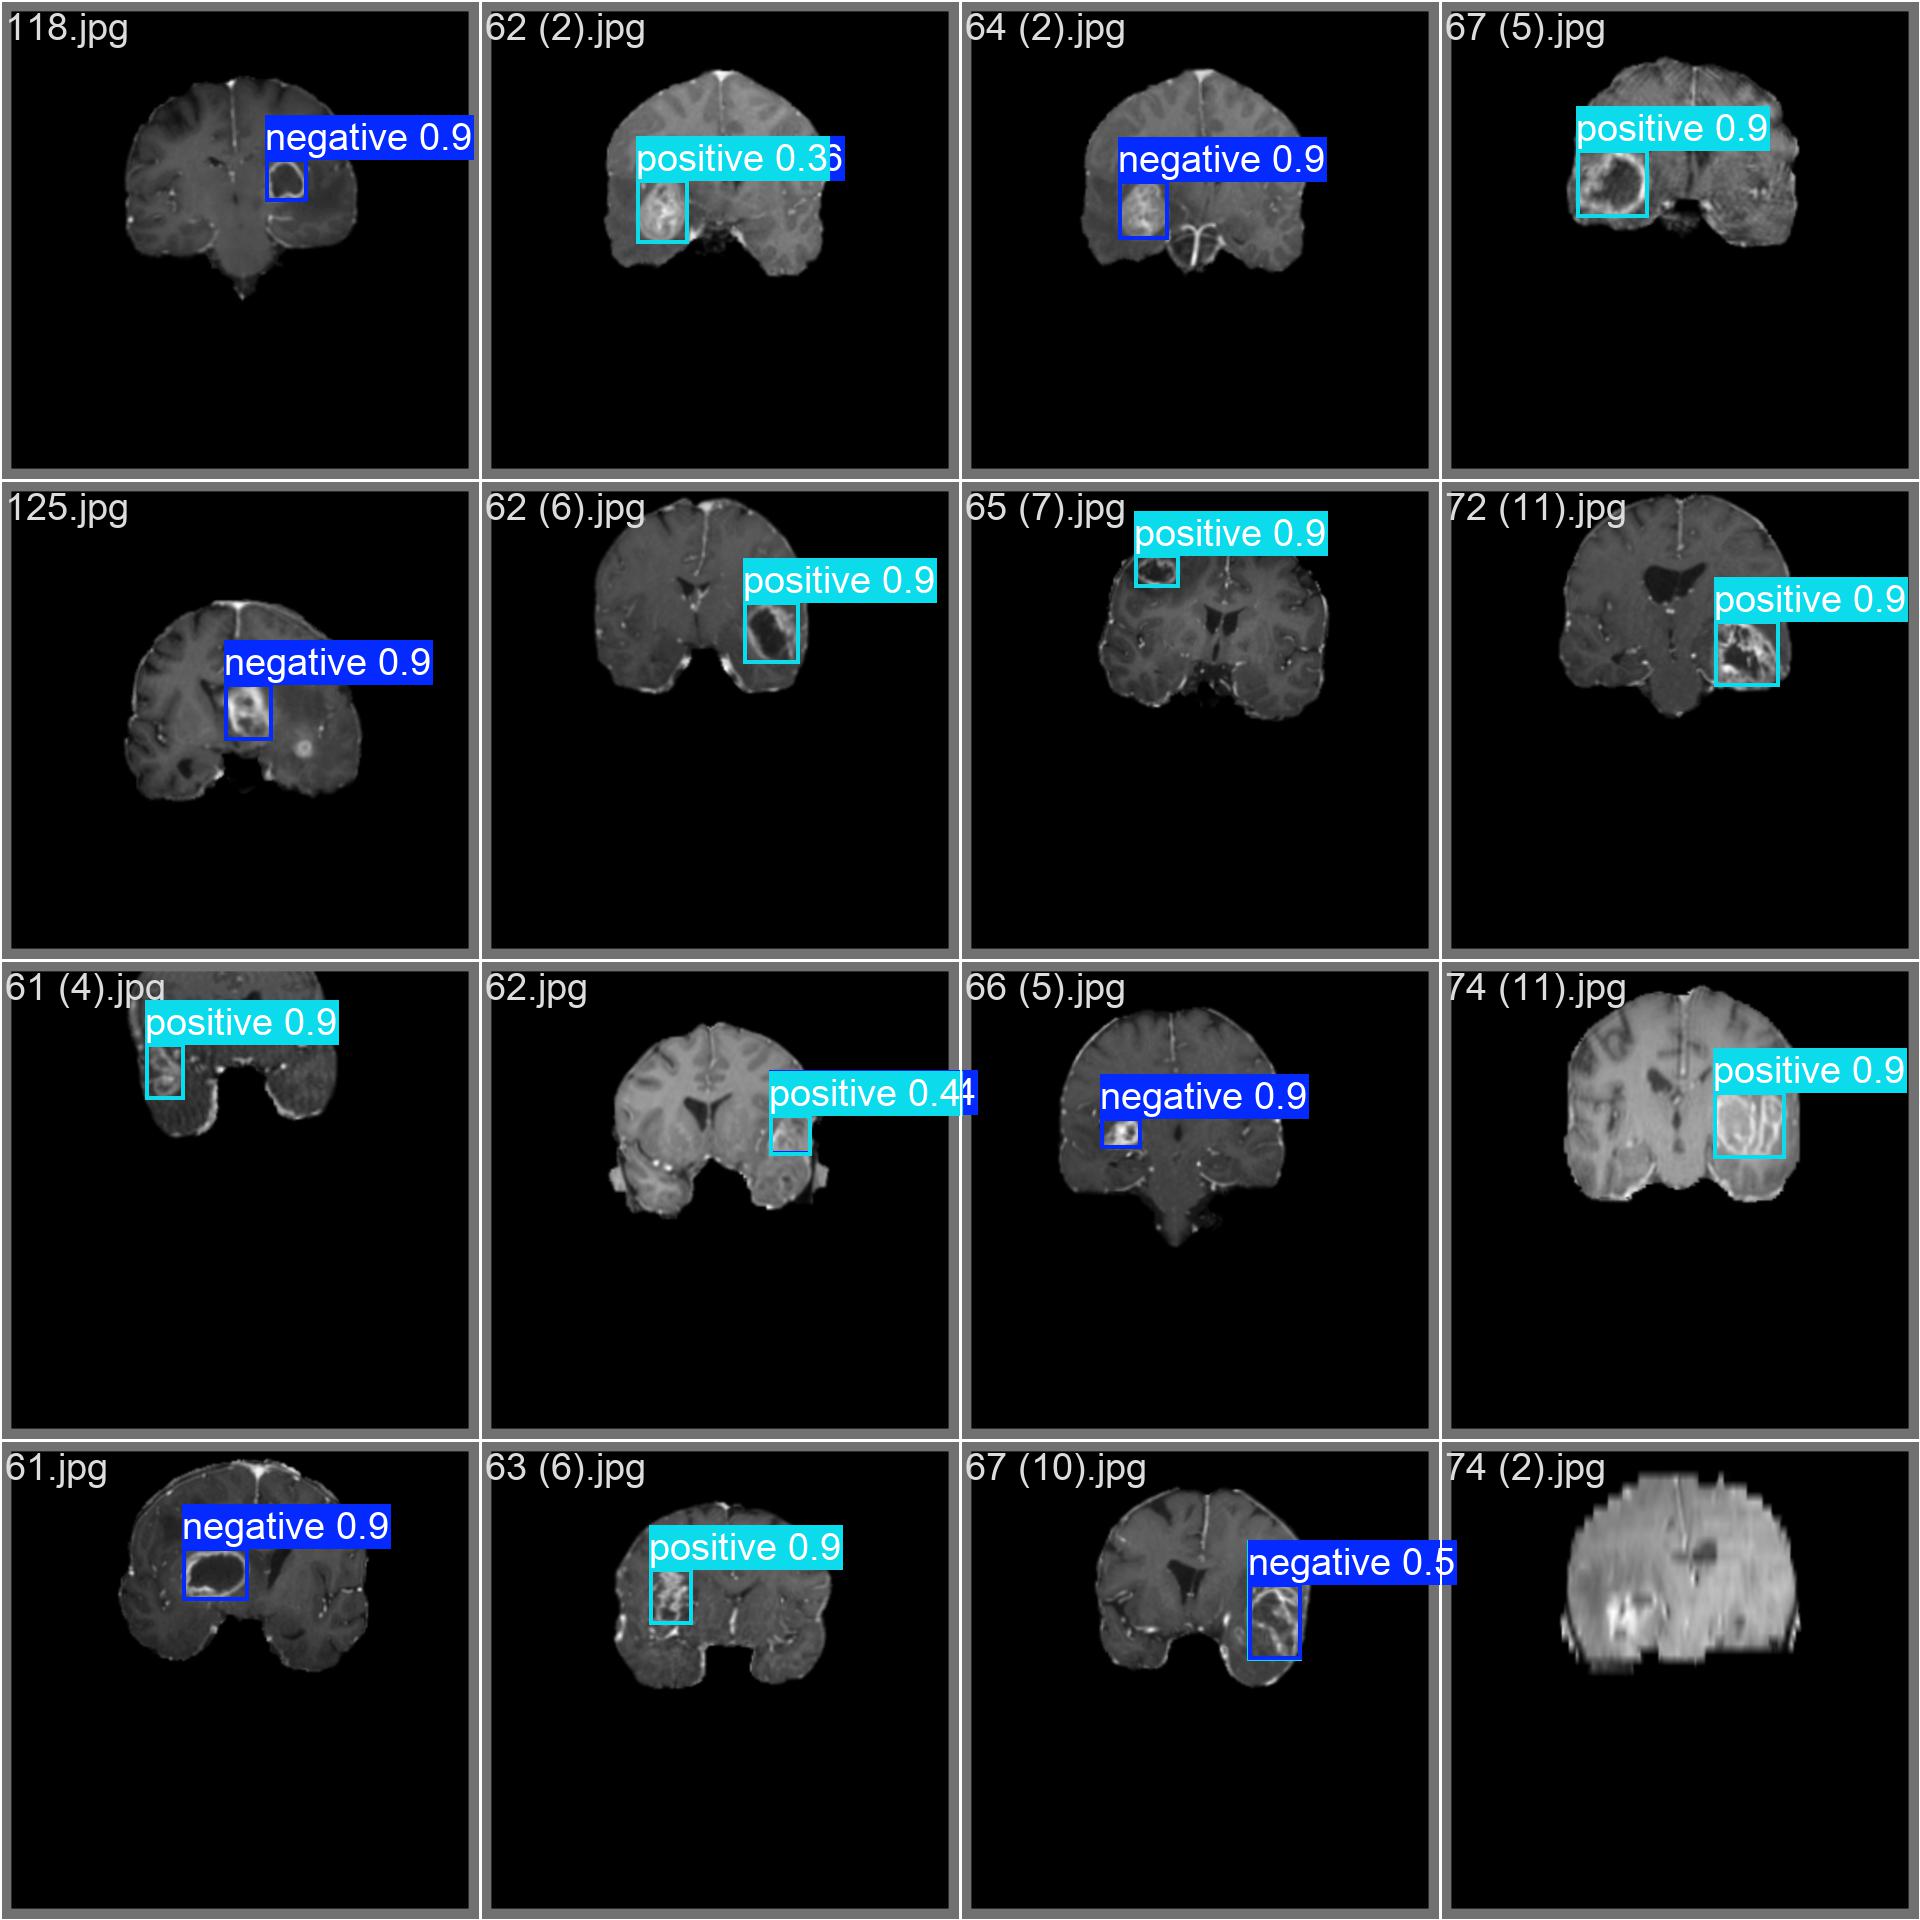 118.jpg
negative 0.9
62 (2).jpg
positive 0.36
64 (2).jpg
negative 0.9
67 (5).jpg
positive 0.9
125.jpg
negative 0.9
62 (6).jpg
positive 0.9
65 (7).jpg
positive 0.9
72 (11).jpg
positive 0.9
61 (4).jpg
positive 0.9
62.jpg
positive 0.44
66 (5).jpg
negative 0.9
74 (11).jpg
positive 0.9
61.jpg
negative 0.9
63 (6).jpg
positive 0.9
67 (10).jpg
negative 0.5
74 (2).jpg